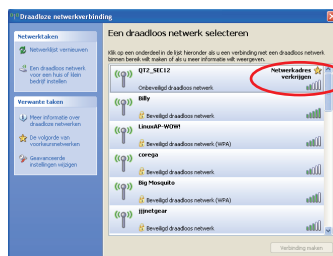 Draadloze netwerkverbinding
Netwerktaken
Netwerklijst vernieuwen
Een draadloos netwerk
voor een huis of klein
bedrijf instellen
Verwante taken
Meer informatie over
draadloze netwerken
De volgorde van
voorkeursnetwerken
Geavanceerde
instellingen wijzigen
Een draadloos netwerk selecteren
Klik op een onderdeel in de lijst hieronder als u een verbinding met een draadloos netwerk
binnen bereik wilt maken of als u meer informatie wilt weergeven.
QT2_SEC12
Netwerkadres
verkrijgen
Onbeveiligd draadloos netwerk
Billy
Beveiligd draadloos netwerk
LinuxAP-WOW!
Beveiligd draadloos netwerk (WPA)
corega
Beveiligd draadloos netwerk
Big Mosquito
Beveiligd draadloos netwerk (WPA)
jjjnetgear
Beveiligd draadloos netwerk
Verbinding maken